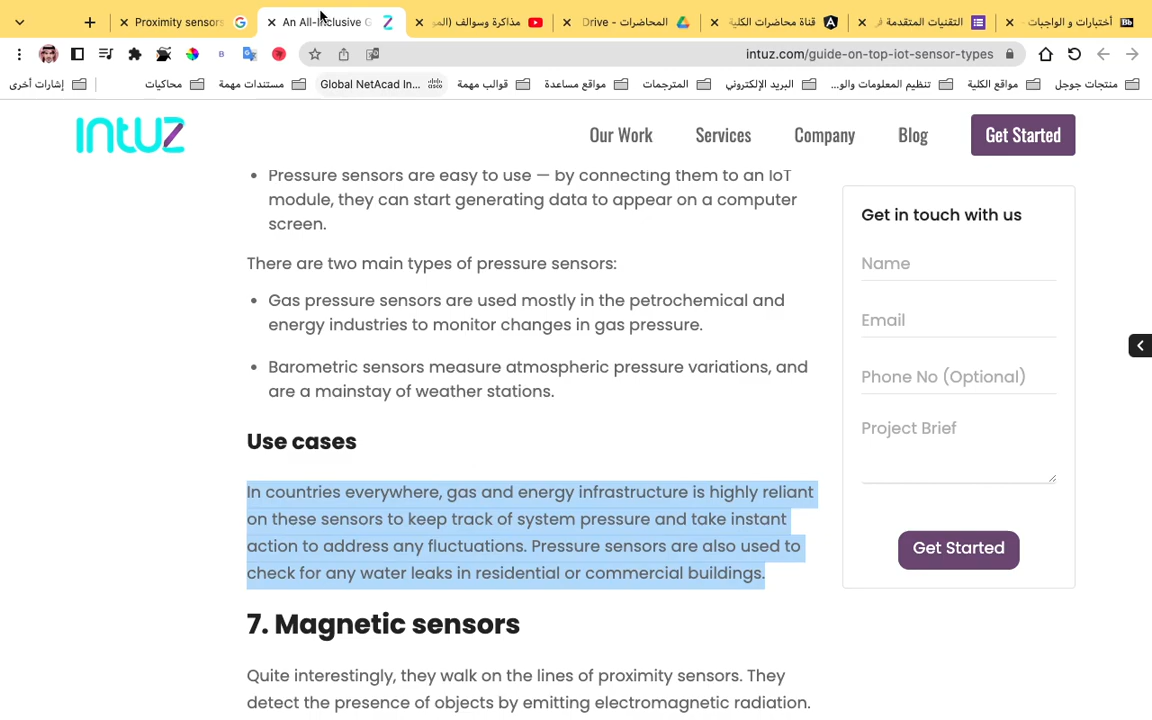 Proximity sensors
An All-Inclusive G
مذاكرة وسوالف (المو
المحاضرات - Drive
قناة محاضرات الكلية
التقنيات المتقدمة في
أختبارات و الواجبات
intuz.com/guide-on-top-iot-sensor-types
إشارات أخرى
محاكيات
مستندات مهمة
Global NetAcad In...
قوالب مهمة
مواقع مساعدة
المترجمات
البريد الإلكتروني
تنظيم المعلومات والو...
مواقع الكلية
منتجات جوجل
INTUZ
Our Work
Services
Company
Blog
Get Started
Pressure sensors are easy to use — by connecting them to an IoT
module, they can start generating data to appear on a computer
screen.
There are two main types of pressure sensors:
Gas pressure sensors are used mostly in the petrochemical and
energy industries to monitor changes in gas pressure.
Barometric sensors measure atmospheric pressure variations, and
are a mainstay of weather stations.
Use cases
In countries everywhere, gas and energy infrastructure is highly reliant
on these sensors to keep track of system pressure and take instant
action to address any fluctuations. Pressure sensors are also used to
check for any water leaks in residential or commercial buildings.
7. Magnetic sensors
Quite interestingly, they walk on the lines of proximity sensors. They
detect the presence of objects by emitting electromagnetic radiation.
Get in touch with us
Name
Email
Phone No (Optional)
Project Brief
Get Started